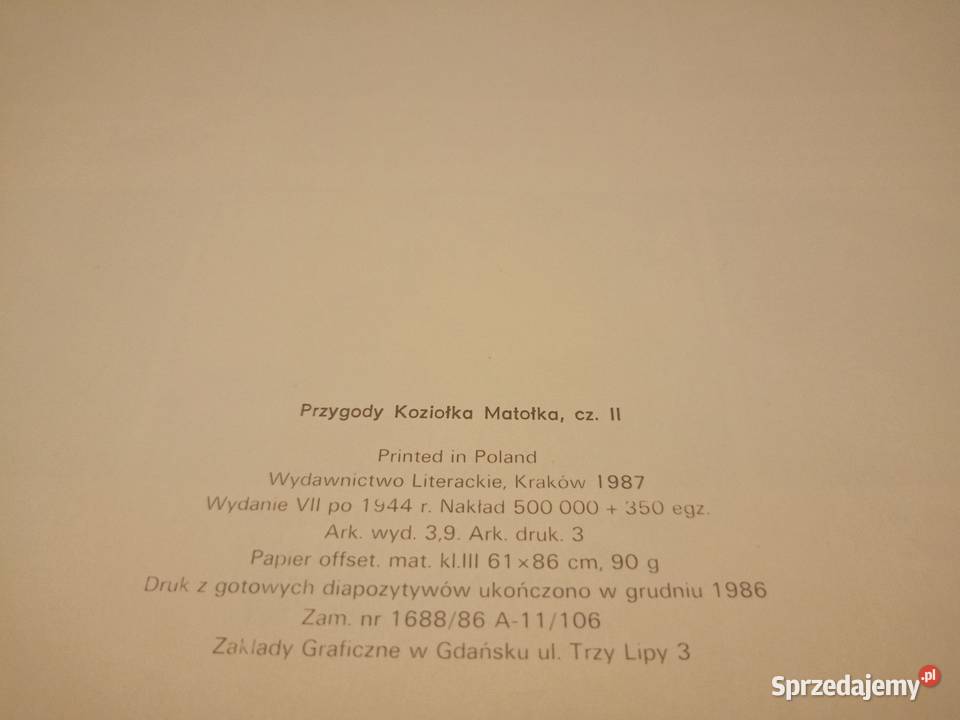 Przygody Koziołka Matołka, cz. II
Printed in Poland
Wydawnictwo Literackie, Kraków 1987
Wydanie VII po 1944 r. Nakład 500 000 + 350 egz.
Ark. wyd. 3,9. Ark. druk. 3
Papier offset. mat. kl.III 61 × 86 cm, 90 g
Druk z gotowych diapozytywów ukończono w grudniu 1986
Zam. nr 1688/86 A-11/106
Zakłady Graficzne w Gdańsku ul. Trzy Lipy 3
Sprzedajemy.pl